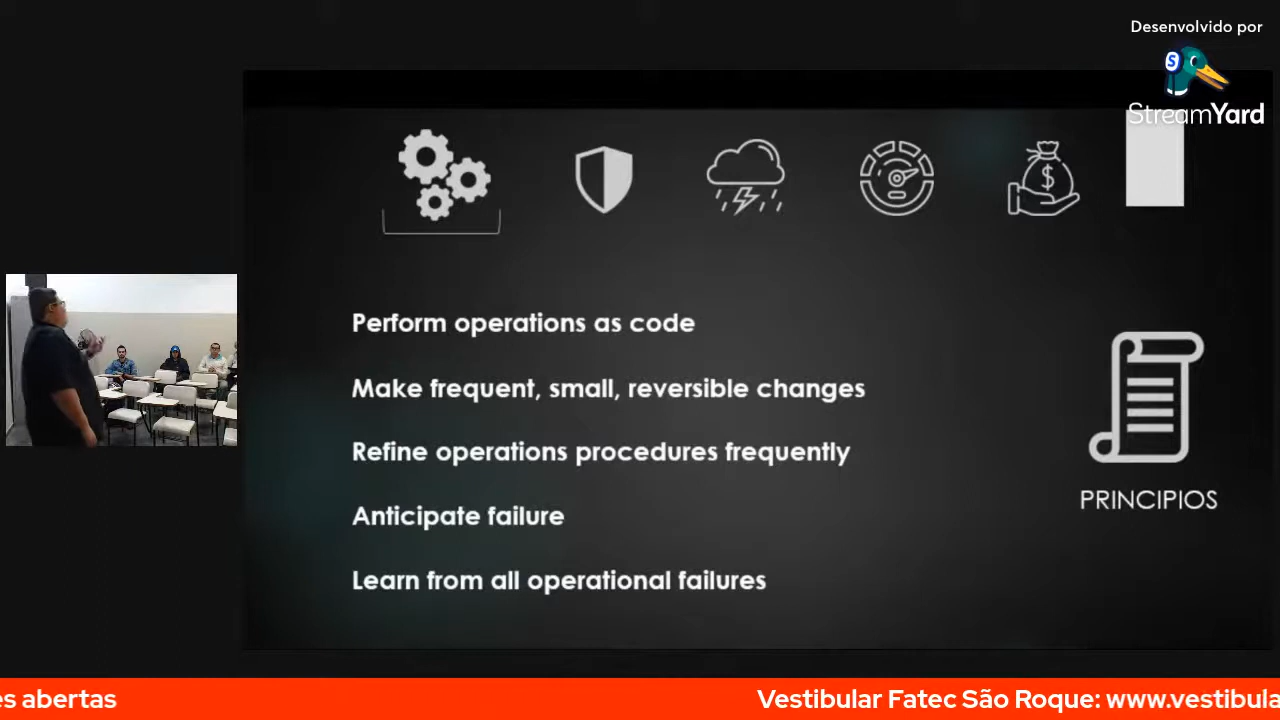 Desenvolvido por
StreamYard
Perform operations as code
Make frequent, small, reversible changes
Refine operations procedures frequently
Anticipate failure
Learn from all operational failures
PRINCIPIOS
es abertas
Vestibular Fatec São Roque: www.vestibula